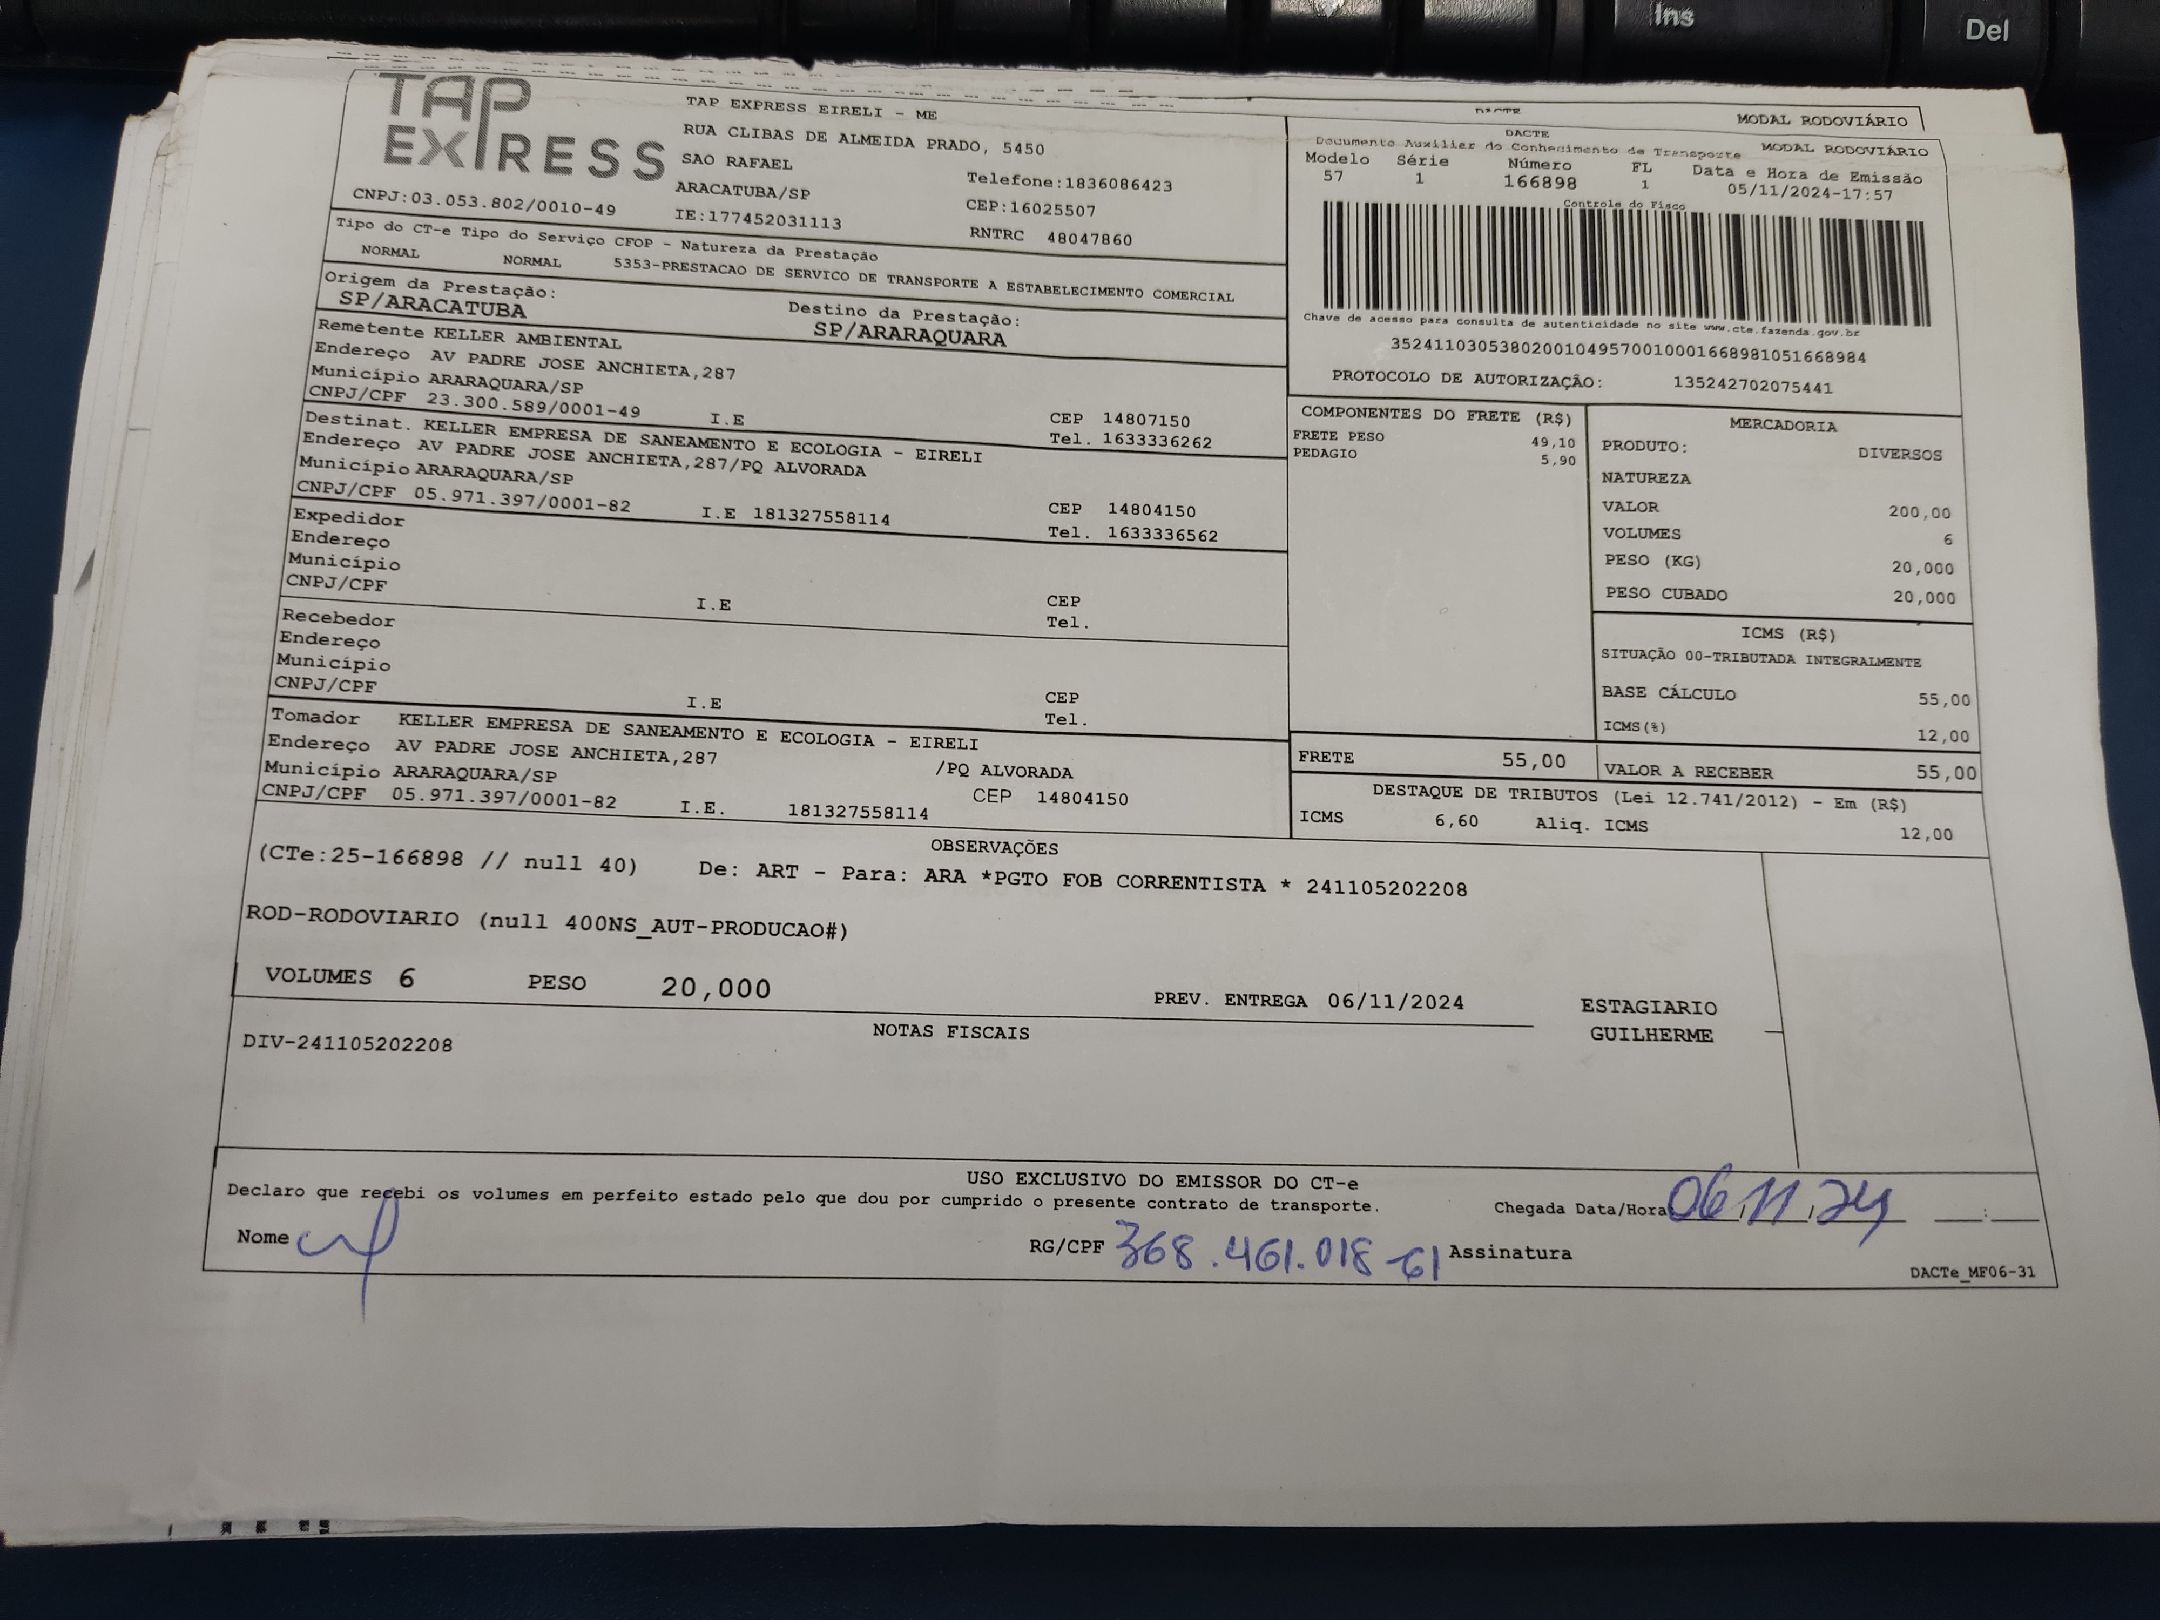 Ins
Del
TAP EXPRESS
TAP EXPRESS EIRELI - ME
RUA CLIBAS DE ALMEIDA PRADO, 5450
SAO RAFAEL
ARACATUBA/SP
Telefone:1836086423
CEP:16025507
CNPJ:03.053.802/0010-49
IE:177452031113
RNTRC 48047860
MODAL RODOVIÁRIO
DACTE
Documento Auxiliar do Conhecimento de Transporte MODAL RODOVIÁRIO
Modelo Série Número FL Data e Hora de Emissão
57 1 166898 1 05/11/2024-17:57
Controle do Fisco
Chave de acesso para consulta de autenticidade no site www.cte.fazenda.gov.br
35241103053802001049570010001668981051668984
PROTOCOLO DE AUTORIZAÇÃO: 135242702075441
Tipo do CT-e Tipo do Serviço CFOP - Natureza da Prestação
NORMAL NORMAL 5353-PRESTACAO DE SERVICO DE TRANSPORTE A ESTABELECIMENTO COMERCIAL
Origem da Prestação: Destino da Prestação:
SP/ARACATUBA SP/ARARAQUARA
Remetente KELLER AMBIENTAL
Endereço AV PADRE JOSE ANCHIETA,287
Município ARARAQUARA/SP CEP 14807150
CNPJ/CPF 23.300.589/0001-49 I.E Tel. 1633336262
Destinat. KELLER EMPRESA DE SANEAMENTO E ECOLOGIA - EIRELI
Endereço AV PADRE JOSE ANCHIETA,287/PQ ALVORADA
Município ARARAQUARA/SP CEP 14804150
CNPJ/CPF 05.971.397/0001-82 I.E 181327558114 Tel. 1633336562
Expedidor
Endereço
Município CEP
CNPJ/CPF I.E Tel.
Recebedor
Endereço
Município CEP
CNPJ/CPF I.E Tel.
Tomador KELLER EMPRESA DE SANEAMENTO E ECOLOGIA - EIRELI
Endereço AV PADRE JOSE ANCHIETA,287 /PQ ALVORADA
Município ARARAQUARA/SP CEP 14804150
CNPJ/CPF 05.971.397/0001-82 I.E. 181327558114
COMPONENTES DO FRETE (R$)
FRETE PESO 49,10
PEDAGIO 5,90
MERCADORIA
PRODUTO: DIVERSOS
NATUREZA
VALOR 200,00
VOLUMES 6
PESO (KG) 20,000
PESO CUBADO 20,000
ICMS (R$)
SITUAÇÃO 00-TRIBUTADA INTEGRALMENTE
BASE CÁLCULO 55,00
ICMS(%) 12,00
FRETE 55,00 VALOR A RECEBER 55,00
DESTAQUE DE TRIBUTOS (Lei 12.741/2012) - Em (R$)
ICMS 6,60 Aliq. ICMS 12,00
OBSERVAÇÕES
(CTe:25-166898 // null 40) De: ART - Para: ARA *PGTO FOB CORRENTISTA * 241105202208
ROD-RODOVIARIO (null 400NS_AUT-PRODUCAO#)
VOLUMES 6 PESO 20,000 PREV. ENTREGA 06/11/2024
ESTAGIARIO
GUILHERME
NOTAS FISCAIS
DIV-241105202208
USO EXCLUSIVO DO EMISSOR DO CT-e
Declaro que recebi os volumes em perfeito estado pelo que dou por cumprido o presente contrato de transporte.
Chegada Data/Hora 06/11/24
Nome RG/CPF 368.461.018-61 Assinatura
DACTe_MF06-31